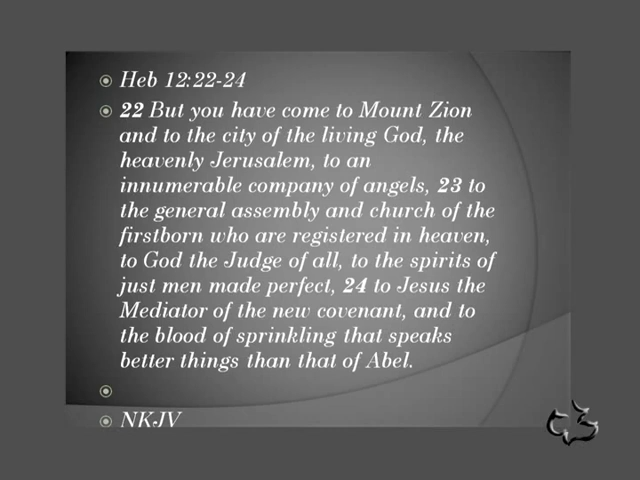 Heb 12:22-24
22 But you have come to Mount Zion
and to the city of the living God, the
heavenly Jerusalem, to an
innumerable company of angels, 23 to
the general assembly and church of the
firstborn who are registered in heaven,
to God the Judge of all, to the spirits of
just men made perfect, 24 to Jesus the
Mediator of the new covenant, and to
the blood of sprinkling that speaks
better things than that of Abel.
NKJV